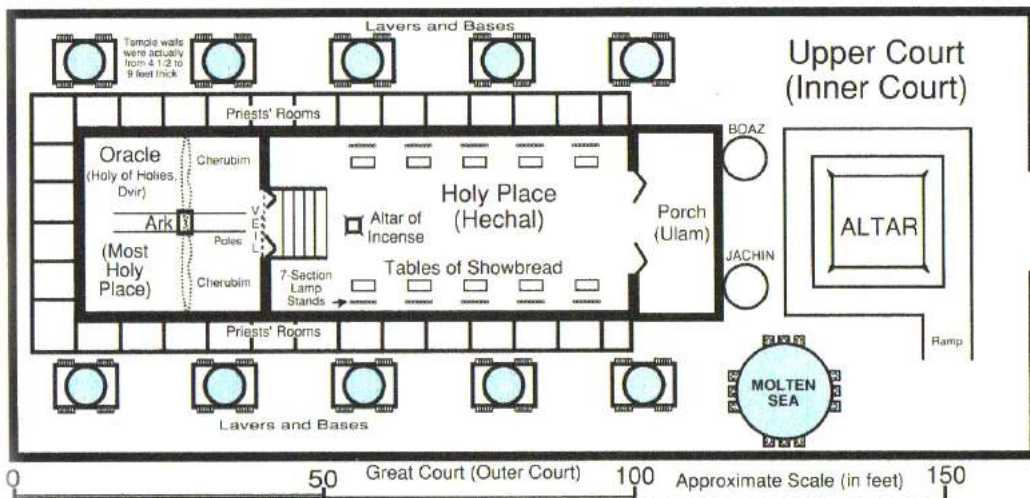 Lavers and Bases
Temple walls
were actually
from 4 1/2 to
9 feet thick
Upper Court
(Inner Court)
Priests' Rooms
BOAZ
Oracle
(Holy of Holies,
Dvir)
Cherubim
Ark
Poles
VEIL
(Most
Holy
Place)
Cherubim
Altar of
Incense
Holy Place
(Hechal)
Tables of Showbread
7-Section
Lamp
Stands
Porch
(Ulam)
ALTAR
JACHIN
Priests' Rooms
Ramp
MOLTEN
SEA
Lavers and Bases
Great Court (Outer Court)
Approximate Scale (in feet)
0
50
100
150